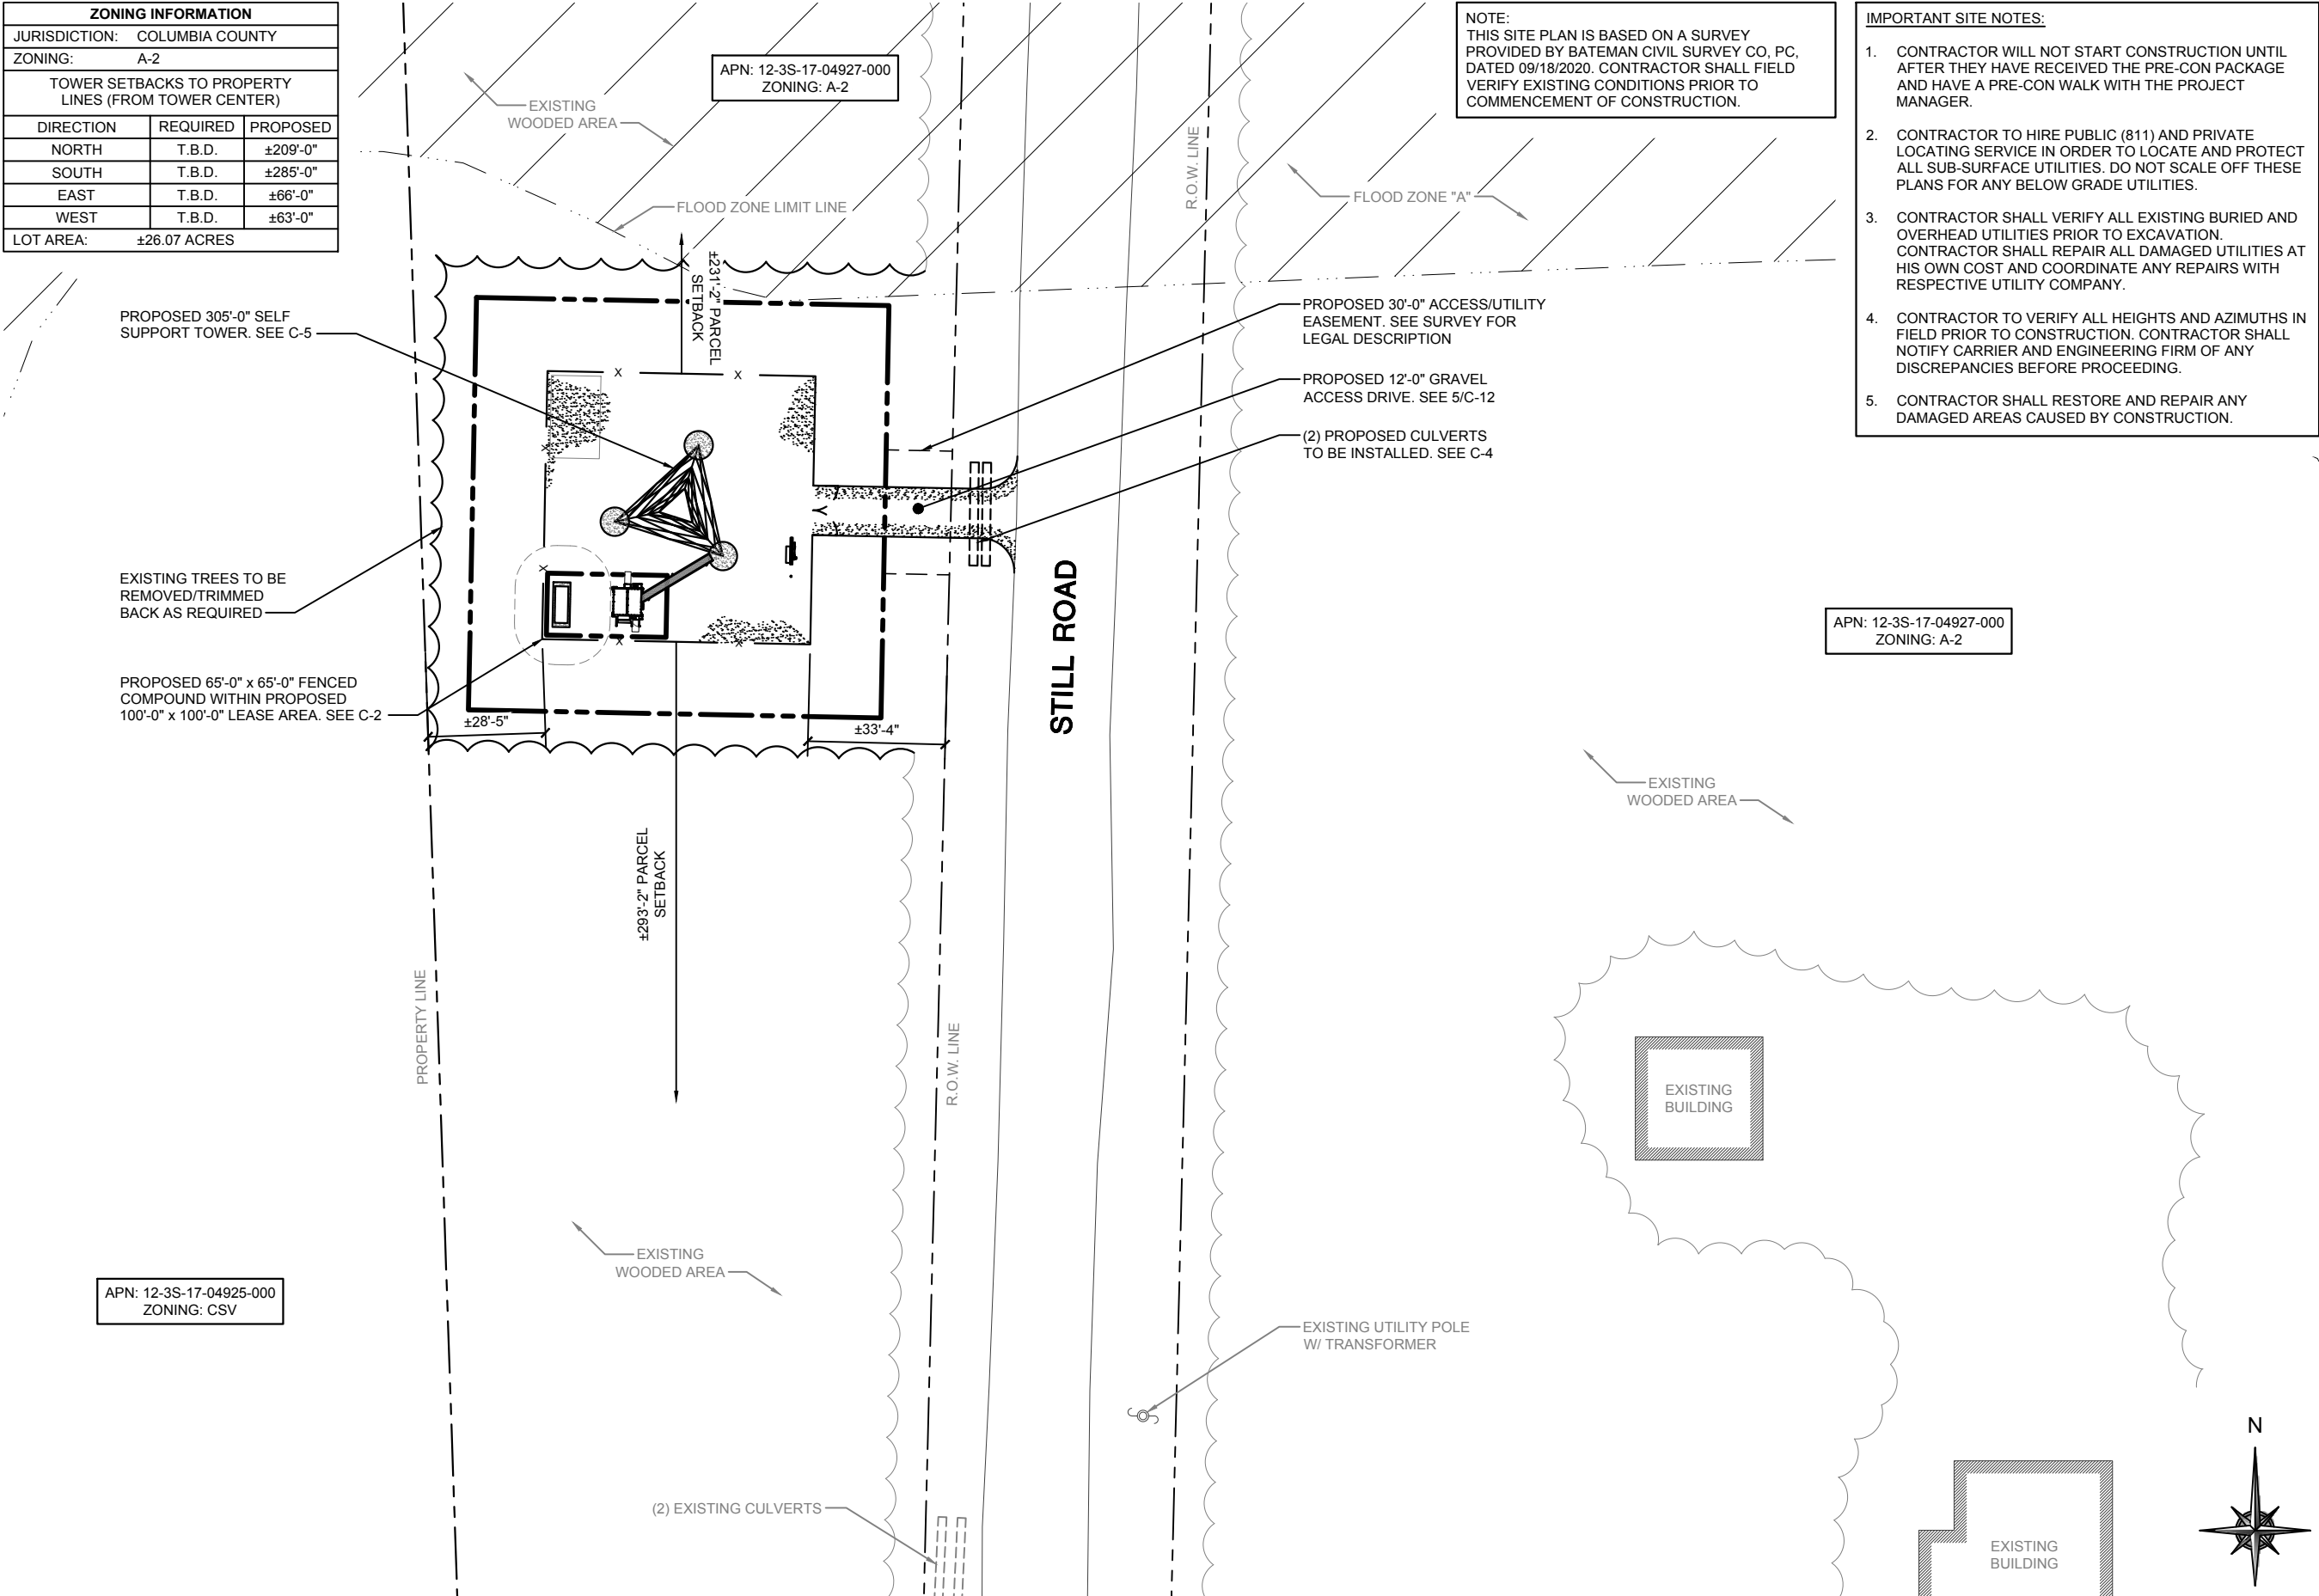 ZONING INFORMATION
JURISDICTION: COLUMBIA COUNTY
ZONING: A-2
TOWER SETBACKS TO PROPERTY
LINES (FROM TOWER CENTER)
DIRECTION REQUIRED PROPOSED
NORTH T.B.D. ±209'-0"
SOUTH T.B.D. ±285'-0"
EAST T.B.D. ±66'-0"
WEST T.B.D. ±63'-0"
LOT AREA: ±26.07 ACRES
APN: 12-3S-17-04927-000
ZONING: A-2
EXISTING
WOODED AREA
FLOOD ZONE LIMIT LINE
R.O.W. LINE
FLOOD ZONE "A"
NOTE:
THIS SITE PLAN IS BASED ON A SURVEY
PROVIDED BY BATEMAN CIVIL SURVEY CO, PC,
DATED 09/18/2020. CONTRACTOR SHALL FIELD
VERIFY EXISTING CONDITIONS PRIOR TO
COMMENCEMENT OF CONSTRUCTION.
IMPORTANT SITE NOTES:
1. CONTRACTOR WILL NOT START CONSTRUCTION UNTIL
AFTER THEY HAVE RECEIVED THE PRE-CON PACKAGE
AND HAVE A PRE-CON WALK WITH THE PROJECT
MANAGER.
2. CONTRACTOR TO HIRE PUBLIC (811) AND PRIVATE
LOCATING SERVICE IN ORDER TO LOCATE AND PROTECT
ALL SUB-SURFACE UTILITIES. DO NOT SCALE OFF THESE
PLANS FOR ANY BELOW GRADE UTILITIES.
3. CONTRACTOR SHALL VERIFY ALL EXISTING BURIED AND
OVERHEAD UTILITIES PRIOR TO EXCAVATION.
CONTRACTOR SHALL REPAIR ALL DAMAGED UTILITIES AT
HIS OWN COST AND COORDINATE ANY REPAIRS WITH
RESPECTIVE UTILITY COMPANY.
4. CONTRACTOR TO VERIFY ALL HEIGHTS AND AZIMUTHS IN
FIELD PRIOR TO CONSTRUCTION. CONTRACTOR SHALL
NOTIFY CARRIER AND ENGINEERING FIRM OF ANY
DISCREPANCIES BEFORE PROCEEDING.
5. CONTRACTOR SHALL RESTORE AND REPAIR ANY
DAMAGED AREAS CAUSED BY CONSTRUCTION.
PROPOSED 305'-0" SELF
SUPPORT TOWER. SEE C-5
±231'-2" PARCEL
SETBACK
PROPOSED 30'-0" ACCESS/UTILITY
EASEMENT. SEE SURVEY FOR
LEGAL DESCRIPTION
PROPOSED 12'-0" GRAVEL
ACCESS DRIVE. SEE 5/C-12
(2) PROPOSED CULVERTS
TO BE INSTALLED. SEE C-4
X X
X
X
X X
EXISTING TREES TO BE
REMOVED/TRIMMED
BACK AS REQUIRED
PROPOSED 65'-0" x 65'-0" FENCED
COMPOUND WITHIN PROPOSED
100'-0" x 100'-0" LEASE AREA. SEE C-2
±28'-5"
±33'-4"
STILL ROAD
APN: 12-3S-17-04927-000
ZONING: A-2
EXISTING
WOODED AREA
±293'-2" PARCEL
SETBACK
PROPERTY LINE
R.O.W. LINE
EXISTING
BUILDING
EXISTING
WOODED AREA
APN: 12-3S-17-04925-000
ZONING: CSV
EXISTING UTILITY POLE
W/ TRANSFORMER
(2) EXISTING CULVERTS
N
EXISTING
BUILDING